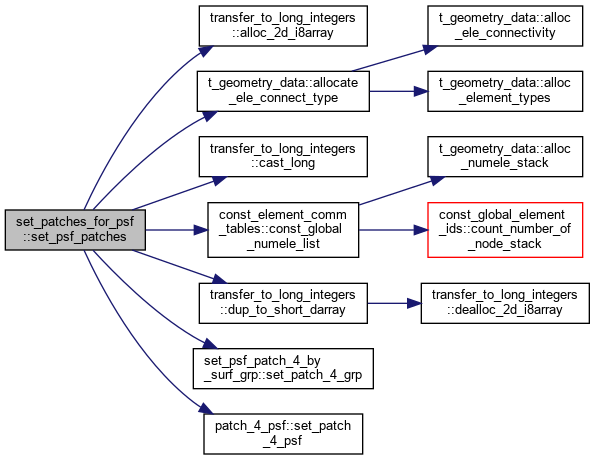 set_patches_for_psf
::set_psf_patches
transfer_to_long_integers
::alloc_2d_i8array
t_geometry_data::allocate
_ele_connect_type
transfer_to_long_integers
::cast_long
const_element_comm
_tables::const_global
_numele_list
transfer_to_long_integers
::dup_to_short_darray
set_psf_patch_4_by
_surf_grp::set_patch_4_grp
patch_4_psf::set_patch
_4_psf
t_geometry_data::alloc
_ele_connectivity
t_geometry_data::alloc
_element_types
t_geometry_data::alloc
_numele_stack
const_global_element
_ids::count_number_of
_node_stack
transfer_to_long_integers
::dealloc_2d_i8array